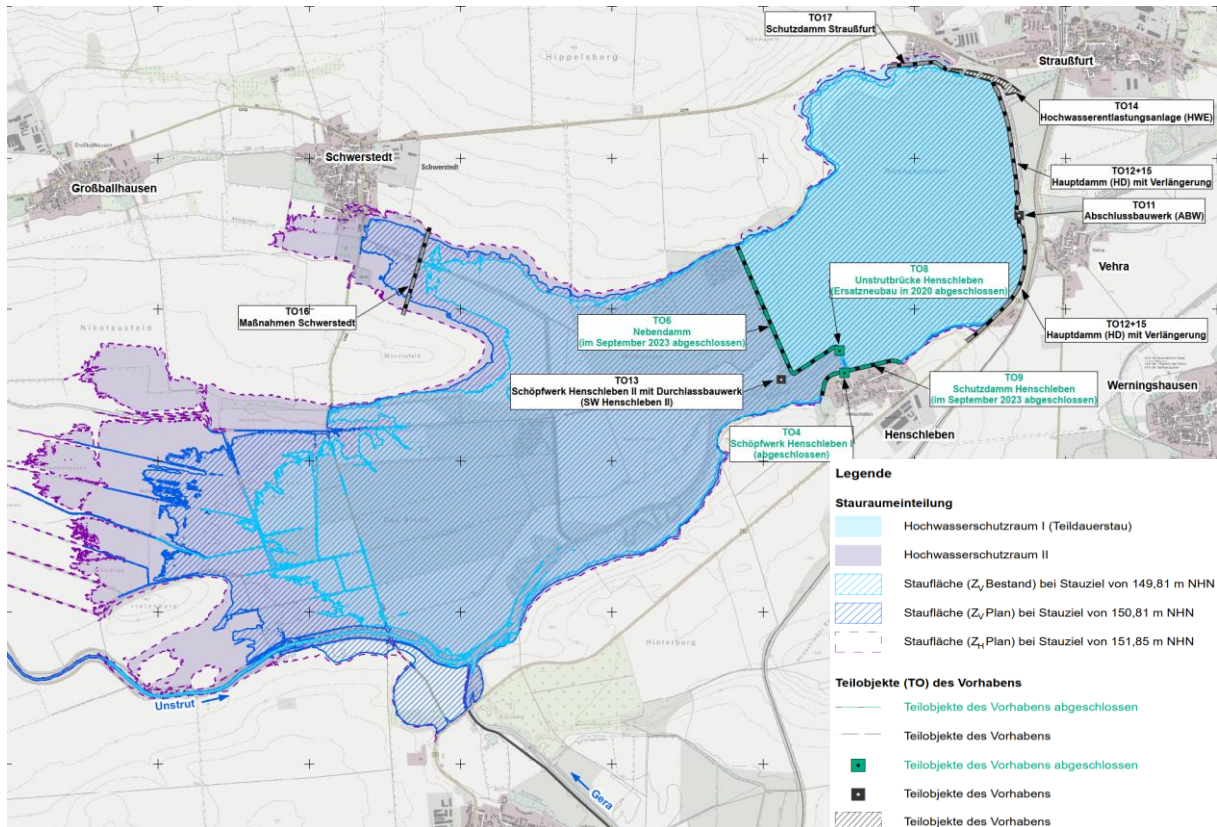 TO17
Schutzdamm Straußfurt
Straußfurt
Hippelsberg
TO14
Hochwasserentlastungsanlage (HWE)
Großballhausen
Schwerstedt
Schwerstedt
Großballhausen
TO12+15
Hauptdamm (HD) mit Verlängerung
TO11
Abschlussbauwerk (ABW)
Vehra
Vehra
TO8
Unstrutbrücke Henschleben
(Ersatzneubau in 2020 abgeschlossen)
TO16
Maßnahmen Schwerstedt
TO6
Nebendamm
(im September 2023 abgeschlossen)
TO12+15
Hauptdamm (HD) mit Verlängerung
Nikolausfeld
TO13
Schöpfwerk Henschleben II mit Durchlassbauwerk
(SW Henschleben II)
TO9
Schutzdamm Henschleben
(im September 2023 abgeschlossen)
Werningshausen
Henschleben
Henschleben
TO4
Schöpfwerk Henschleben I
(abgeschlossen)
Hinterburg
Unstrut
Gera
Legende
Stauraumeinteilung
Hochwasserschutzraum I (Teildauerstau)
Hochwasserschutzraum II
Staufläche (ZV Bestand) bei Stauziel von 149,81 m NHN
Staufläche (ZV Plan) bei Stauziel von 150,81 m NHN
Staufläche (ZH Plan) bei Stauziel von 151,85 m NHN
Teilobjekte (TO) des Vorhabens
Teilobjekte des Vorhabens abgeschlossen
Teilobjekte des Vorhabens
Teilobjekte des Vorhabens abgeschlossen
Teilobjekte des Vorhabens
Teilobjekte des Vorhabens